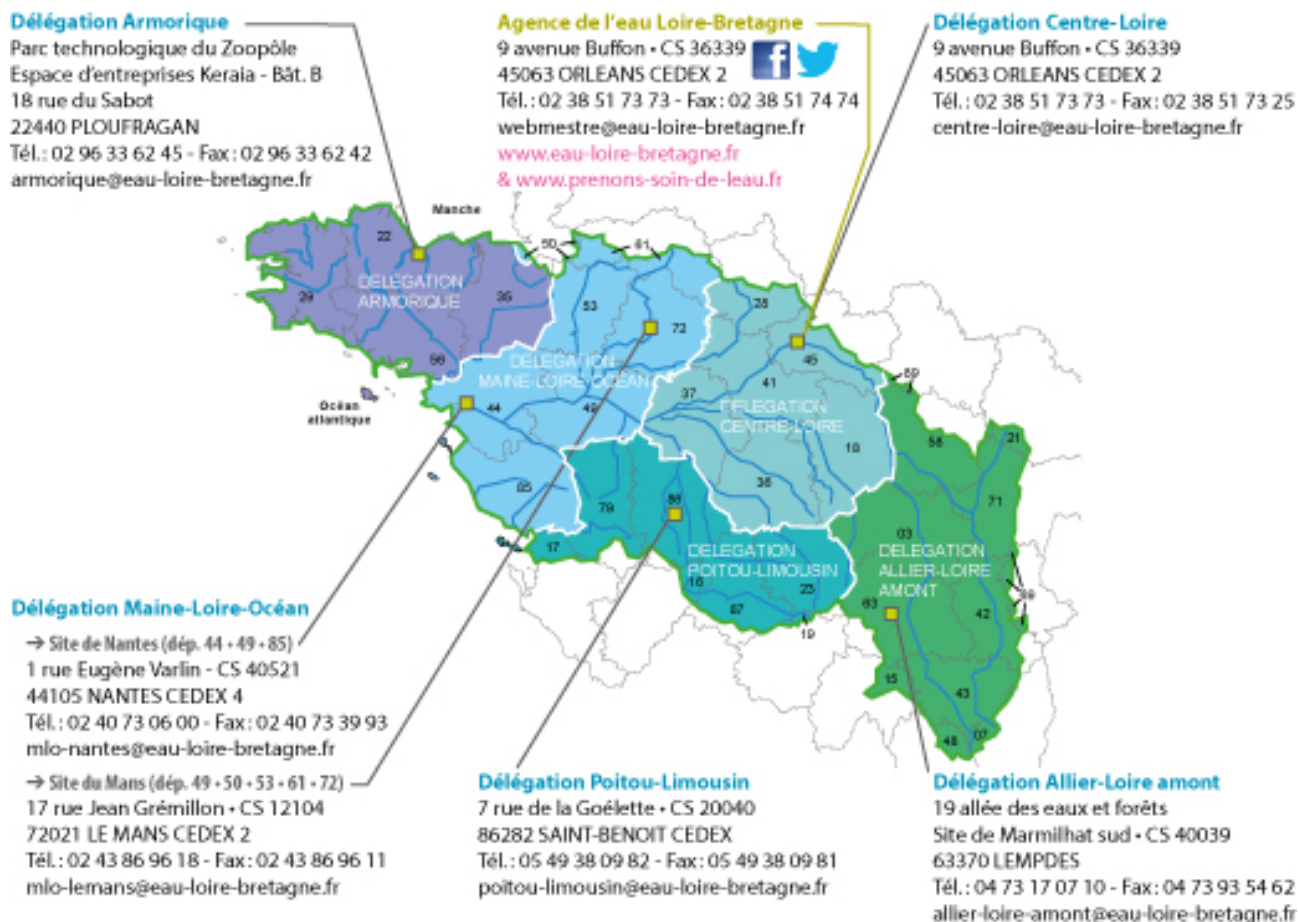 Délégation Armorique
Parc technologique du Zoopôle
Espace d'entreprises Keraia - Bât. B
18 rue du Sabot
22440 PLOUFRAGAN
Tél.: 02 96 33 62 45 - Fax: 02 96 33 62 42
armorique@eau-loire-bretagne.fr
Agence de l'eau Loire-Bretagne
9 avenue Buffon • CS 36339
45063 ORLEANS CEDEX 2
Tél.: 02 38 51 73 73 - Fax: 02 38 51 74 74
webmestre@eau-loire-bretagne.fr
www.eau-loire-bretagne.fr
& www.prenons-soin-de-leau.fr
Délégation Centre-Loire
9 avenue Buffon • CS 36339
45063 ORLEANS CEDEX 2
Tél.: 02 38 51 73 73 - Fax: 02 38 51 73 25
centre-loire@eau-loire-bretagne.fr
Manche
22
50
61
DELEGATION
ARMORIQUE
29
35
56
53
72
28
45
DELEGATION
MAINE-LOIRE-OCÉAN
Océan
atlantique
44
49
37
41
DELEGATION
CENTRE-LOIRE
18
36
89
58
21
71
85
79
86
17
DELEGATION
POITOU-LIMOUSIN
16
23
87
19
03
DELEGATION
ALLIER-LOIRE
AMONT
63
42
69
15
43
48
07
Délégation Maine-Loire-Océan
→ Site de Nantes (dép. 44 • 49 • 85)
1 rue Eugène Varlin - CS 40521
44105 NANTES CEDEX 4
Tél.: 02 40 73 06 00 - Fax: 02 40 73 39 93
mlo-nantes@eau-loire-bretagne.fr
→ Site du Mans (dép. 49 • 50 • 53 • 61 • 72)
17 rue Jean Grémillon • CS 12104
72021 LE MANS CEDEX 2
Tél.: 02 43 86 96 18 - Fax: 02 43 86 96 11
mlo-lemans@eau-loire-bretagne.fr
Délégation Poitou-Limousin
7 rue de la Goélette • CS 20040
86282 SAINT-BENOIT CEDEX
Tél.: 05 49 38 09 82 - Fax: 05 49 38 09 81
poitou-limousin@eau-loire-bretagne.fr
Délégation Allier-Loire amont
19 allée des eaux et forêts
Site de Marmilhat sud • CS 40039
63370 LEMPDES
Tél.: 04 73 17 07 10 - Fax: 04 73 93 54 62
allier-loire-amont@eau-loire-bretagne.fr